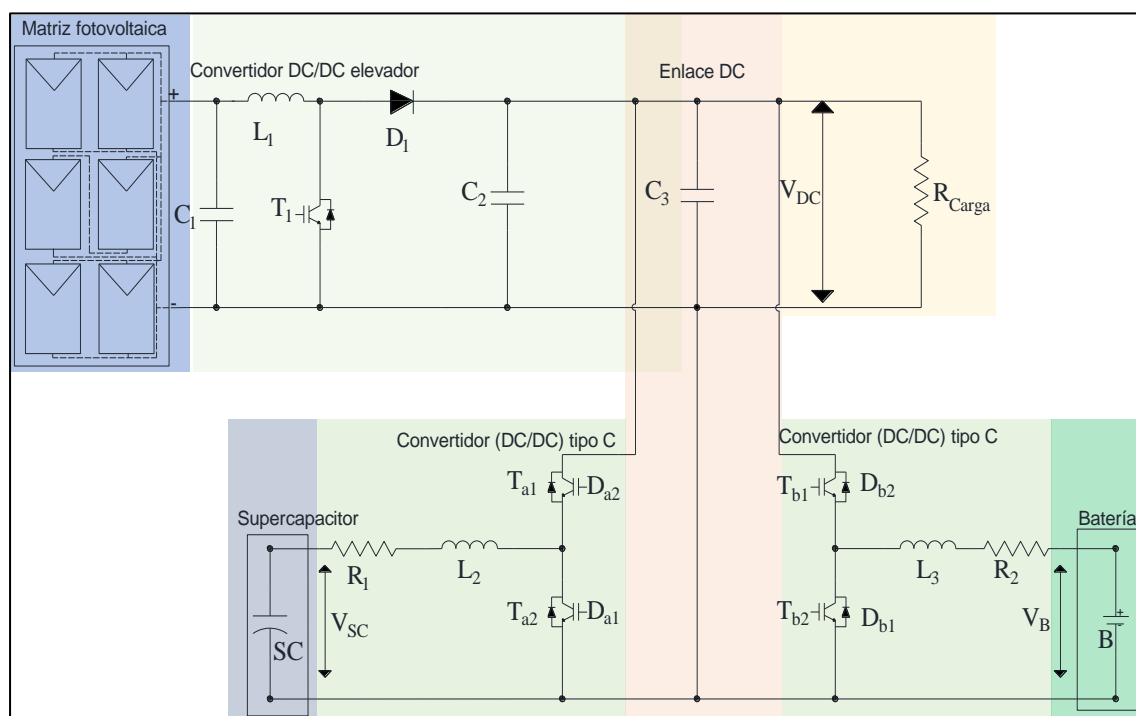 Matriz fotovoltaica
Convertidor DC/DC elevador
Enlace DC
+
L1
D1
C1
T1
C2
C3
VDC
RCarga
-
Convertidor (DC/DC) tipo C
Convertidor (DC/DC) tipo C
Ta1
Da2
Tb1
Db2
Supercapacitor
Batería
R1
L2
L3
R2
VSC
SC
Ta2
Da1
Tb2
Db1
VB
B
+
-